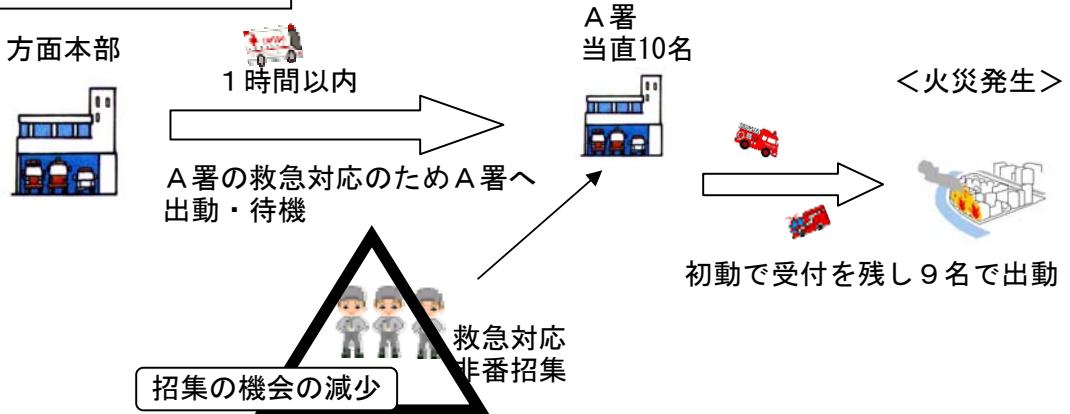 方面本部
１時間以内
Ａ署の救急対応のためＡ署へ
出動・待機
Ａ署
当直10名
＜火災発生＞
初動で受付を残し９名で出動
救急対応
非番招集
招集の機会の減少